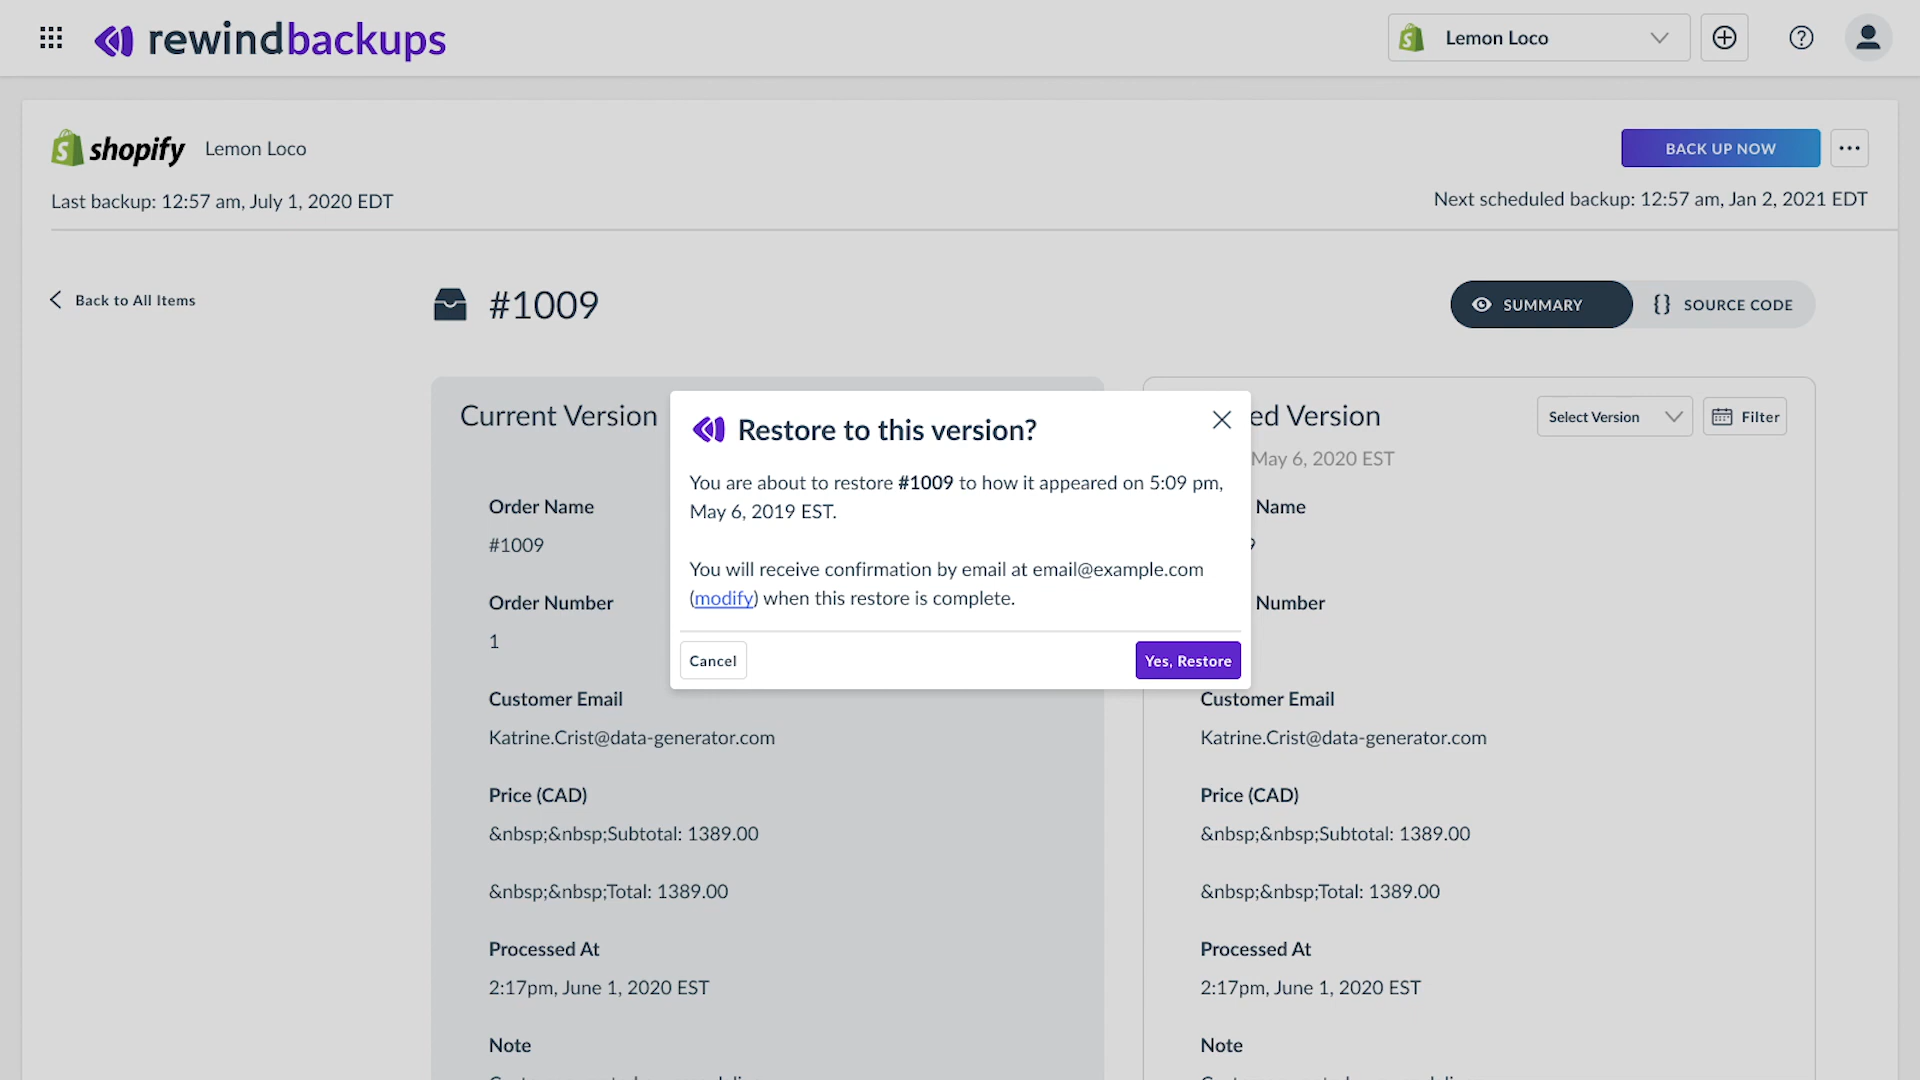 rewindbackups
Lemon Loco
shopify Lemon Loco
BACK UP NOW
Last backup: 12:57 am, July 1, 2020 EDT
Next scheduled backup: 12:57 am, Jan 2, 2021 EDT
Back to All Items
#1009
SUMMARY
{} SOURCE CODE
Current Version
Order Name
#1009
Order Number
1
Customer Email
Katrine.Crist@data-generator.com
Price (CAD)
&nbsp;&nbsp;Subtotal: 1389.00
&nbsp;&nbsp;Total: 1389.00
Processed At
2:17pm, June 1, 2020 EST
Note
Restore to this version?
You are about to restore #1009 to how it appeared on 5:09 pm,
May 6, 2019 EST.
You will receive confirmation by email at email@example.com
(modify) when this restore is complete.
Cancel
Yes, Restore
ed Version
Select Version
Filter
May 6, 2020 EST
Name
Number
Customer Email
Katrine.Crist@data-generator.com
Price (CAD)
&nbsp;&nbsp;Subtotal: 1389.00
&nbsp;&nbsp;Total: 1389.00
Processed At
2:17pm, June 1, 2020 EST
Note